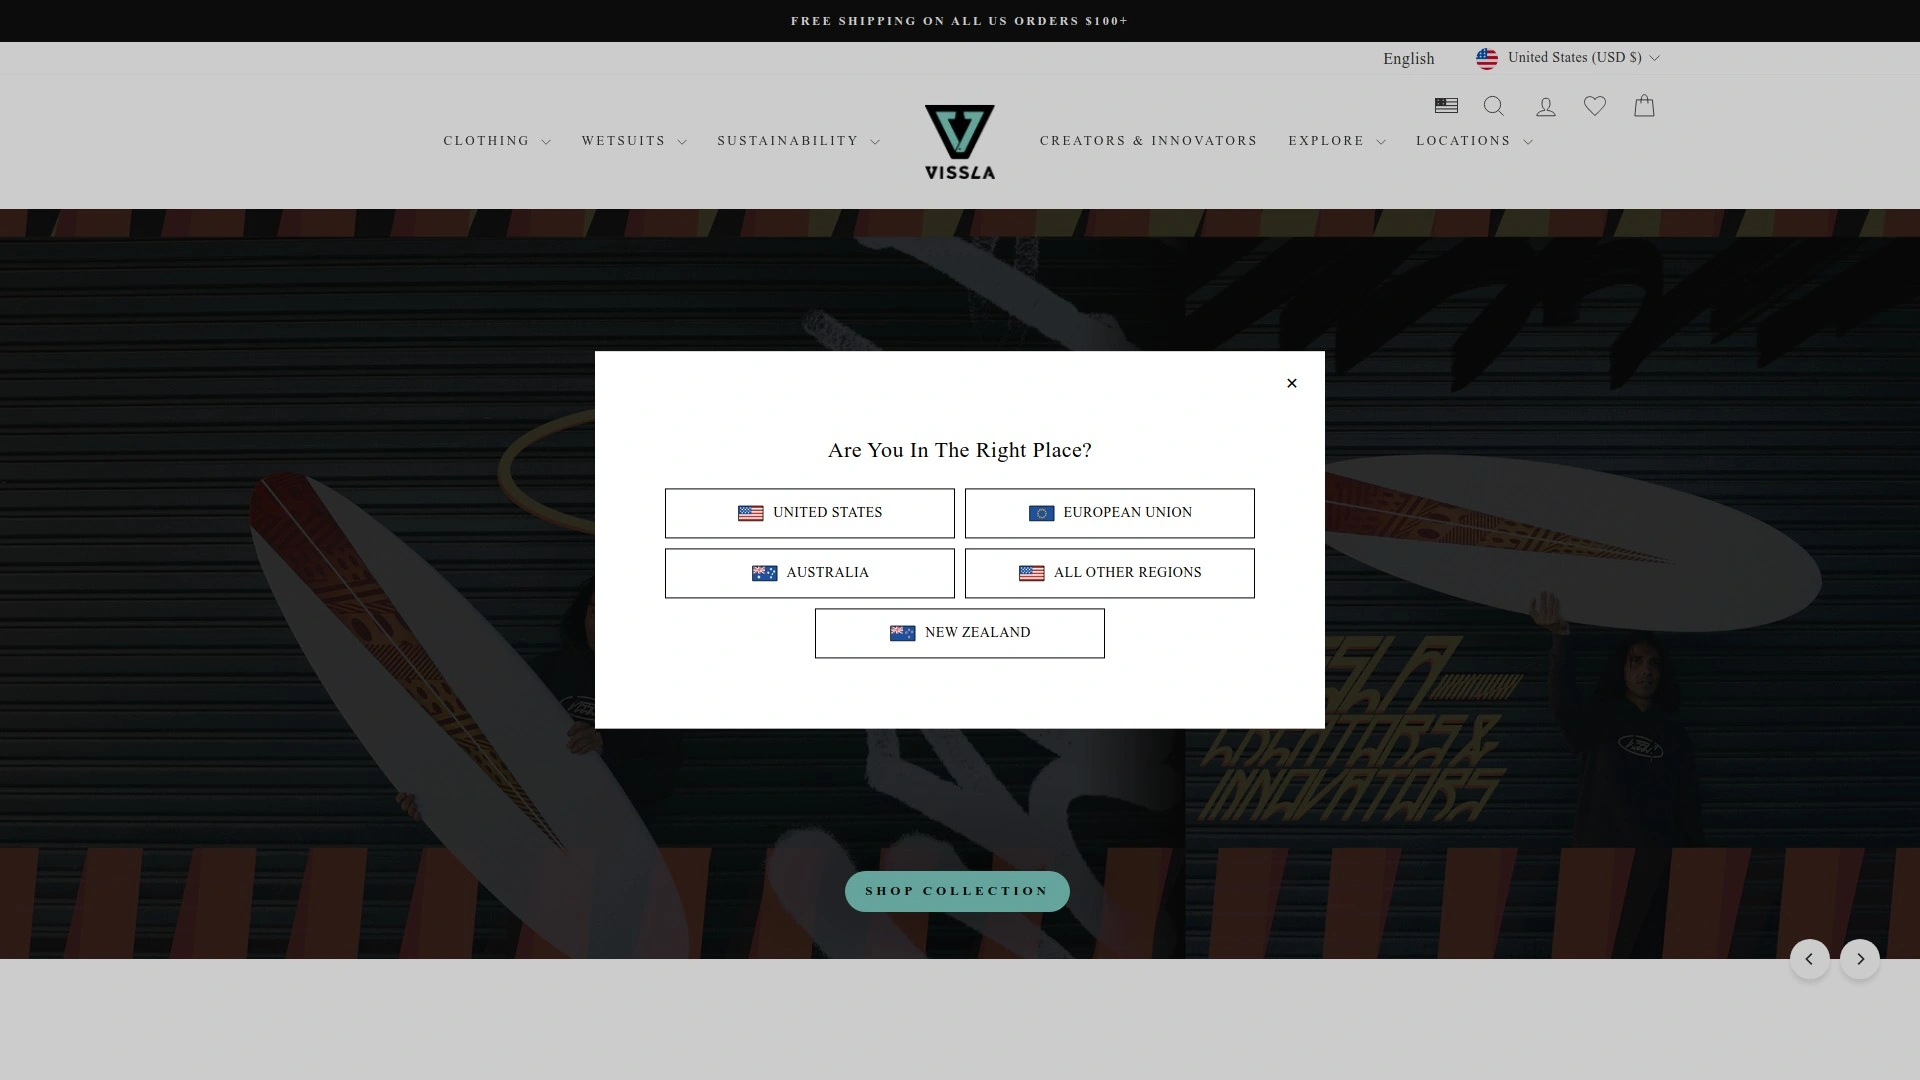 FREE SHIPPING ON ALL US ORDERS $100+
English
United States (USD $)
CLOTHING
WETSUITS
SUSTAINABILITY
VISSLA
CREATORS & INNOVATORS
EXPLORE
LOCATIONS
Are You In The Right Place?
UNITED STATES
EUROPEAN UNION
AUSTRALIA
ALL OTHER REGIONS
NEW ZEALAND
INNOVATORS
SHOP COLLECTION